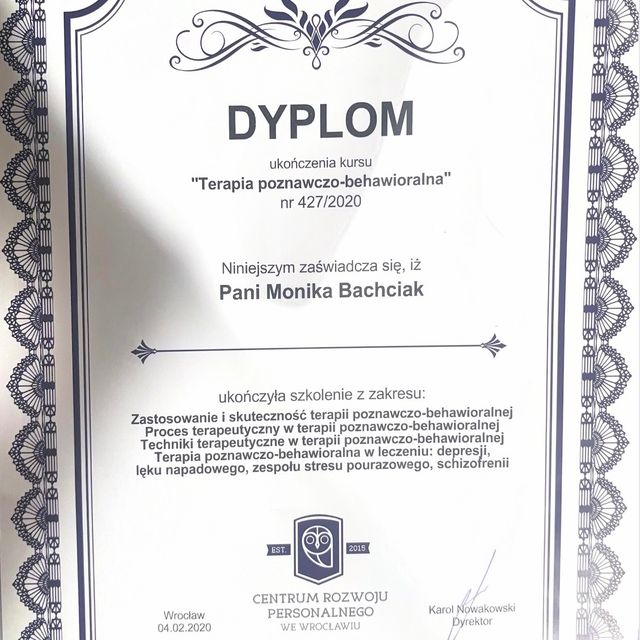 DYPLOM
ukończenia kursu
"Terapia poznawczo-behawioralna"
nr 427/2020
Niniejszym zaświadcza się, iż
Pani Monika Bachciak
ukończyła szkolenie z zakresu:
Zastosowanie i skuteczność terapii poznawczo-behawioralnej
Proces terapeutyczny w terapii poznawczo-behawioralnej
Techniki terapeutyczne w terapii poznawczo-behawioralnej
Terapia poznawczo-behawioralna w leczeniu: depresji,
lęku napadowego, zespołu stresu pourazowego, schizofrenii
EST. 2015
CENTRUM ROZWOJU
PERSONALNEGO
WE WROCŁAWIU
Wrocław
04.02.2020
Karol Nowakowski
Dyrektor